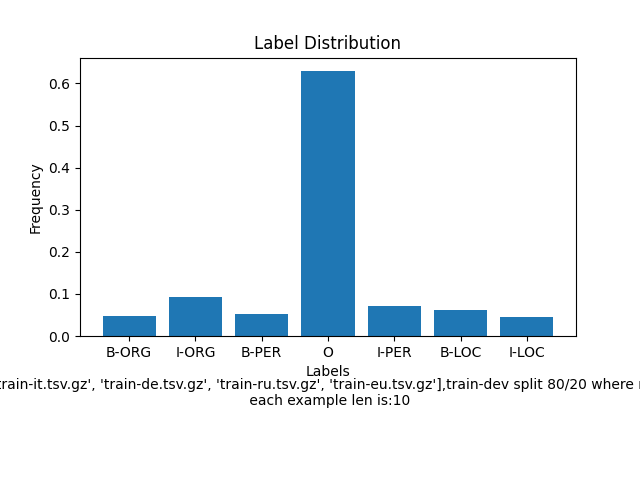 Label Distribution
Frequency
0.6
0.5
0.4
0.3
0.2
0.1
0.0
B-ORG I-ORG B-PER O I-PER B-LOC I-LOC
Labels
train-it.tsv.gz', 'train-de.tsv.gz', 'train-ru.tsv.gz', 'train-eu.tsv.gz'],train-dev split 80/20 where
each example len is:10